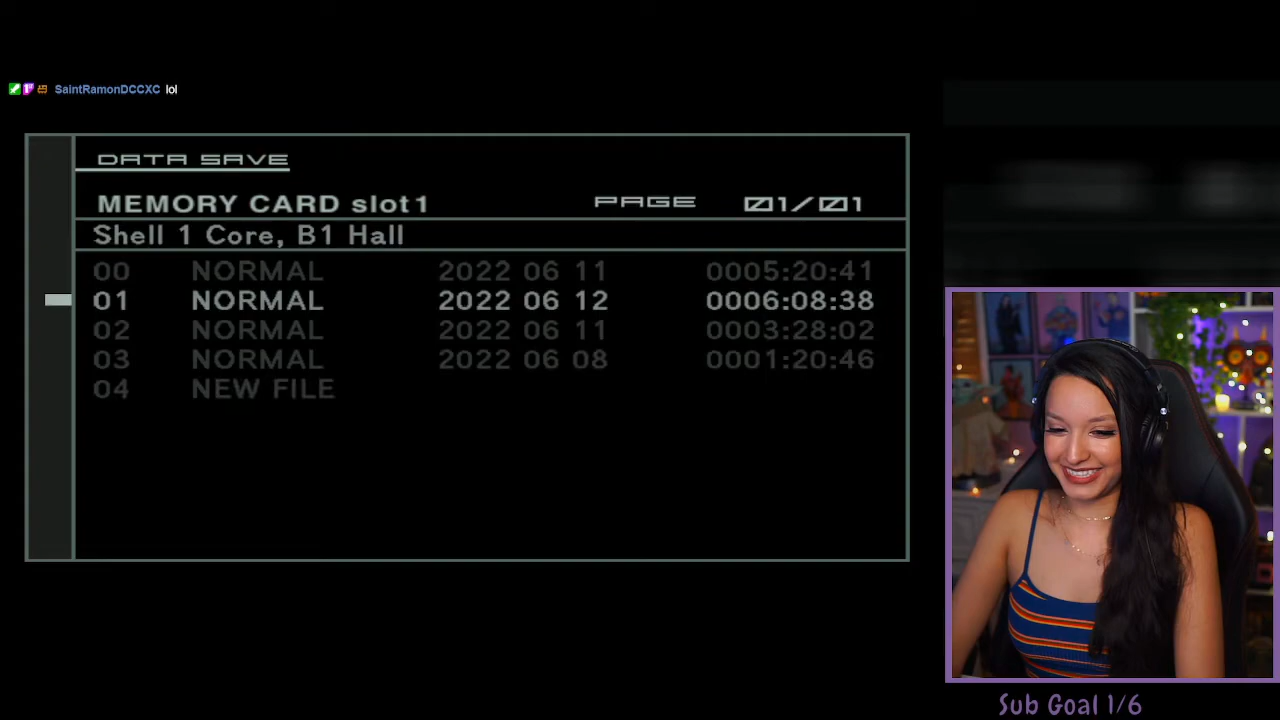 SaintRamonDCCXC lol
DATA SAVE
MEMORY CARD slot1 PAGE 01/01
Shell 1 Core, B1 Hall
00 NORMAL 2022 06 11 0005:20:41
01 NORMAL 2022 06 12 0006:08:38
02 NORMAL 2022 06 11 0003:28:02
03 NORMAL 2022 06 08 0001:20:46
04 NEW FILE
Sub Goal 1/6